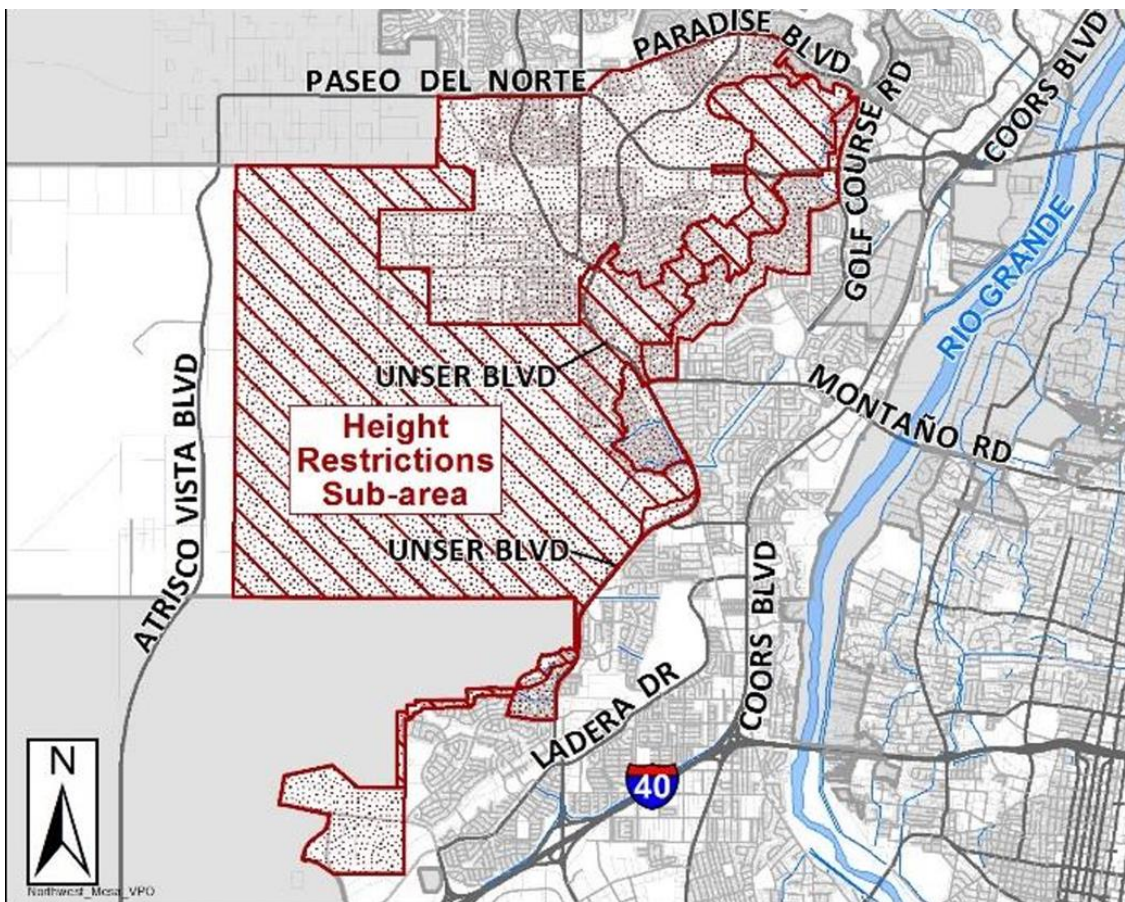 PARADISE BLVD
PASEO DEL NORTE
COORS BLVD
GOLF COURSE RD
RIO GRANDE
UNSER BLVD
MONTAÑO RD
ATRISCO VISTA BLVD
Height
Restrictions
Sub-area
UNSER BLVD
COORS BLVD
LADERA DR
40
N
Northwest_Mesa_VPO